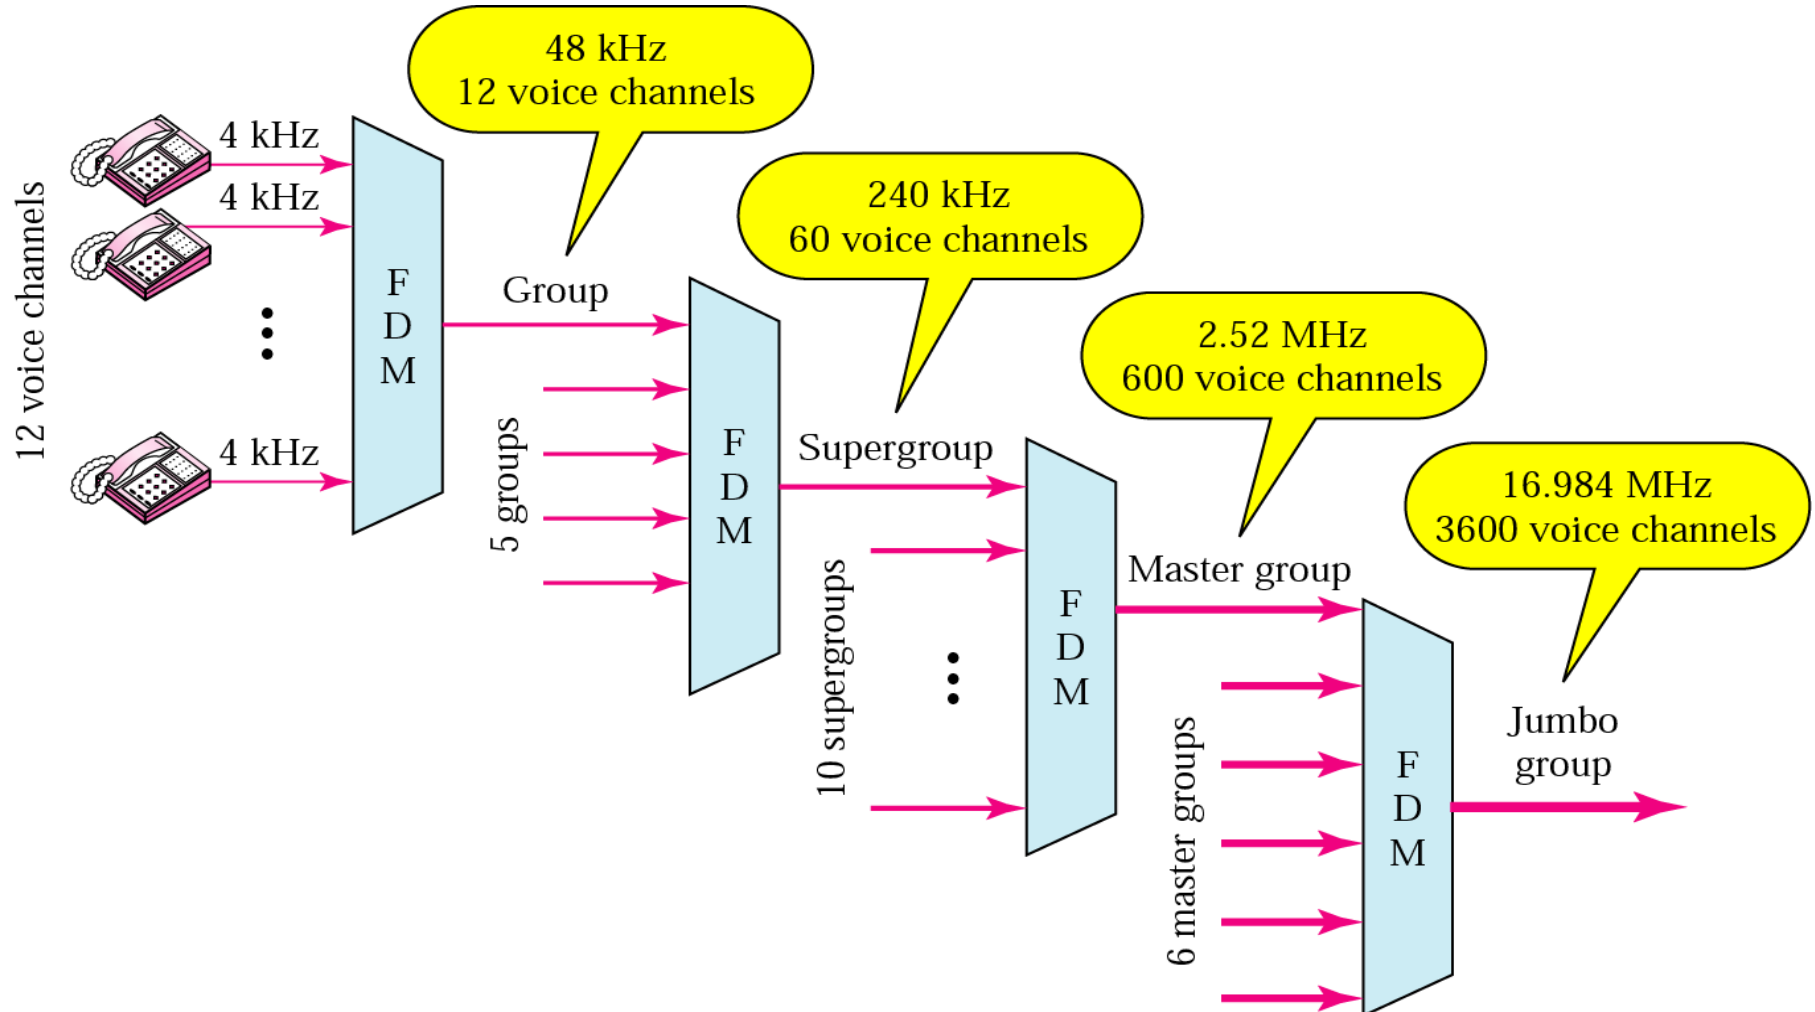 48 kHz
12 voice channels
4 kHz
4 kHz
4 kHz
12 voice channels
F
D
M
Group
240 kHz
60 voice channels
5 groups
F
D
M
Supergroup
2.52 MHz
600 voice channels
10 supergroups
F
D
M
Master group
16.984 MHz
3600 voice channels
6 master groups
F
D
M
Jumbo
group